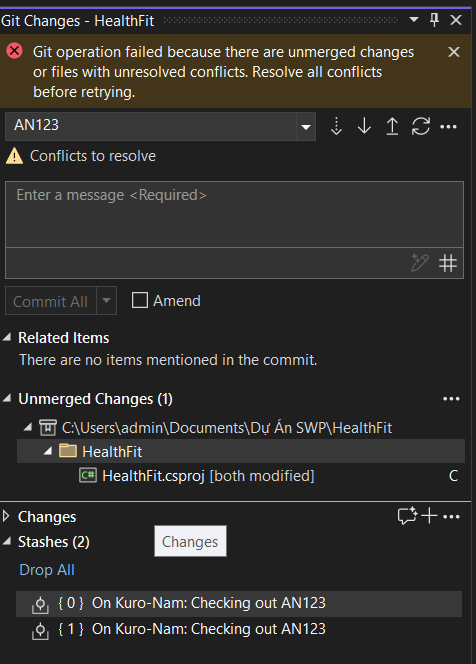 Git Changes - HealthFit
Git operation failed because there are unmerged changes
or files with unresolved conflicts. Resolve all conflicts
before retrying.
AN123
Conflicts to resolve
Enter a message <Required>
Commit All
Amend
Related Items
There are no items mentioned in the commit.
Unmerged Changes (1)
C:\Users\admin\Documents\Dự Án SWP\HealthFit
HealthFit
C# HealthFit.csproj [both modified] C
Changes
Stashes (2)
Changes
Drop All
{ 0 } On Kuro-Nam: Checking out AN123
{ 1 } On Kuro-Nam: Checking out AN123